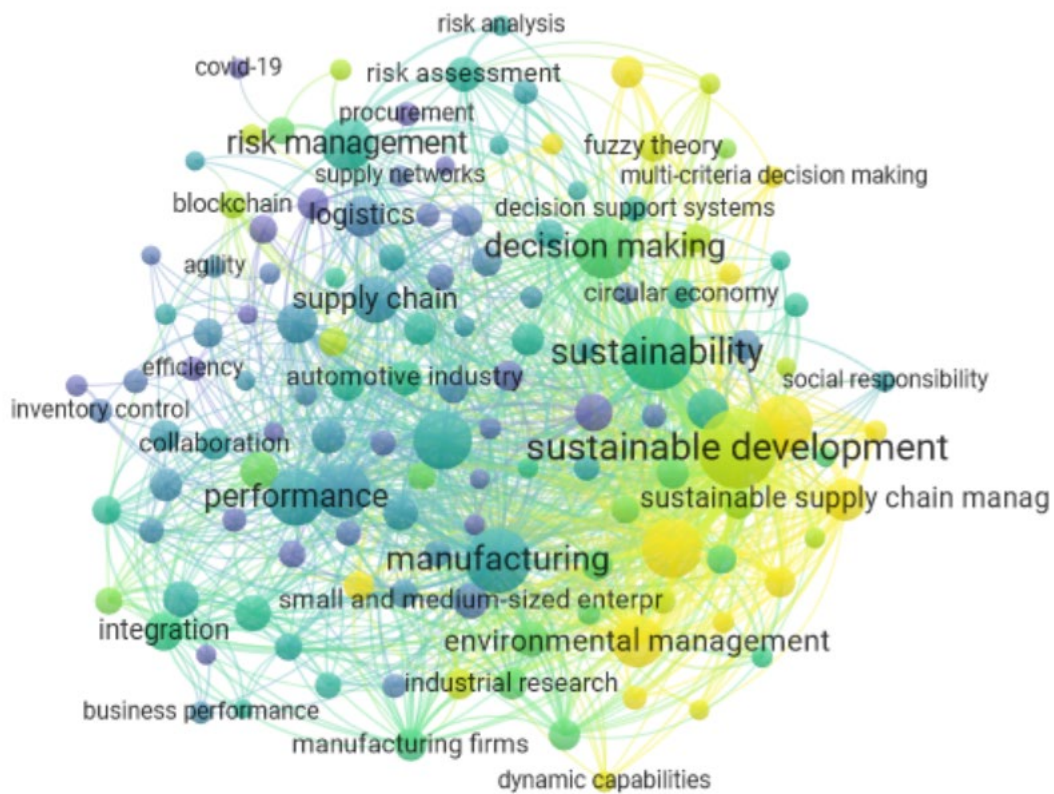 risk analysis
covid-19
risk assessment
procurement
risk management
fuzzy theory
supply networks
multi-criteria decision making
blockchain
logistics
decision support systems
decision making
agility
supply chain
circular economy
sustainability
efficiency
automotive industry
social responsibility
inventory control
collaboration
sustainable development
performance
sustainable supply chain manag
manufacturing
small and medium-sized enterpr
integration
environmental management
industrial research
business performance
manufacturing firms
dynamic capabilities